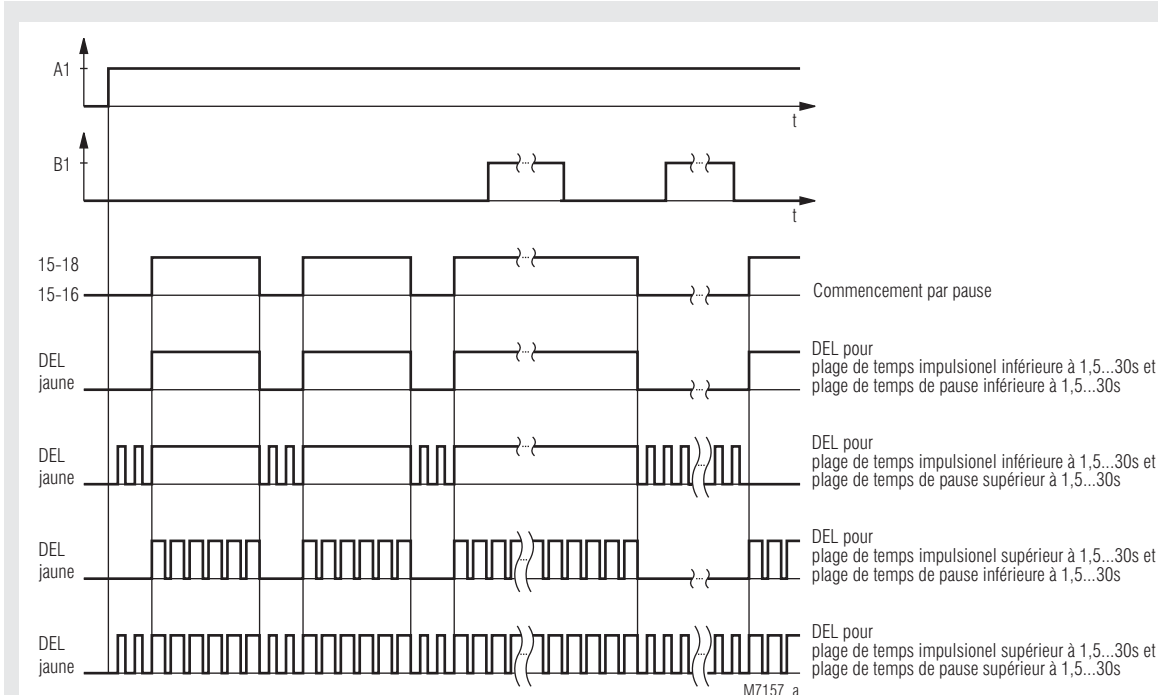 A1
t
B1
t
15-18
15-16
Commencement par pause
DEL
jaune
DEL pour
plage de temps impulsionel inférieure à 1,5...30s et
plage de temps de pause inférieure à 1,5...30s
DEL
jaune
DEL pour
plage de temps impulsionel inférieure à 1,5...30s et
plage de temps de pause supérieur à 1,5...30s
DEL
jaune
DEL pour
plage de temps impulsionel supérieur à 1,5...30s et
plage de temps de pause inférieure à 1,5...30s
DEL
jaune
DEL pour
plage de temps impulsionel supérieur à 1,5...30s et
plage de temps de pause supérieur à 1,5...30s
M7157_a